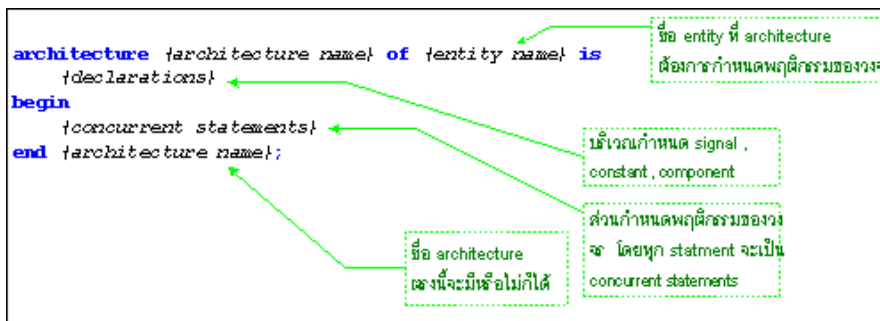 architecture {architecture name} of {entity name} is
{declarations}
begin
{concurrent statements}
end {architecture name};
ชื่อ entity ที่ architecture
ต้องการกำหนดพฤติกรรมของวงจ
บริเวณกำหนด signal ,
constant , component
ส่วนกำหนดพฤติกรรมของวง
จร โดยทุก statment จะเป็น
concurrent statements
ชื่อ architecture
ตรงนี้จะมีหรือไม่ก็ได้